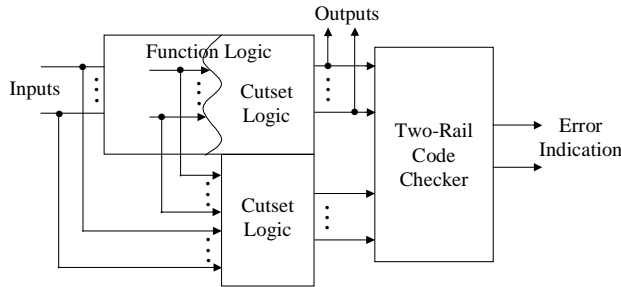 Outputs
Function Logic
Inputs
Cutset
Logic
Two-Rail
Code
Checker
Error
Indication
Cutset
Logic